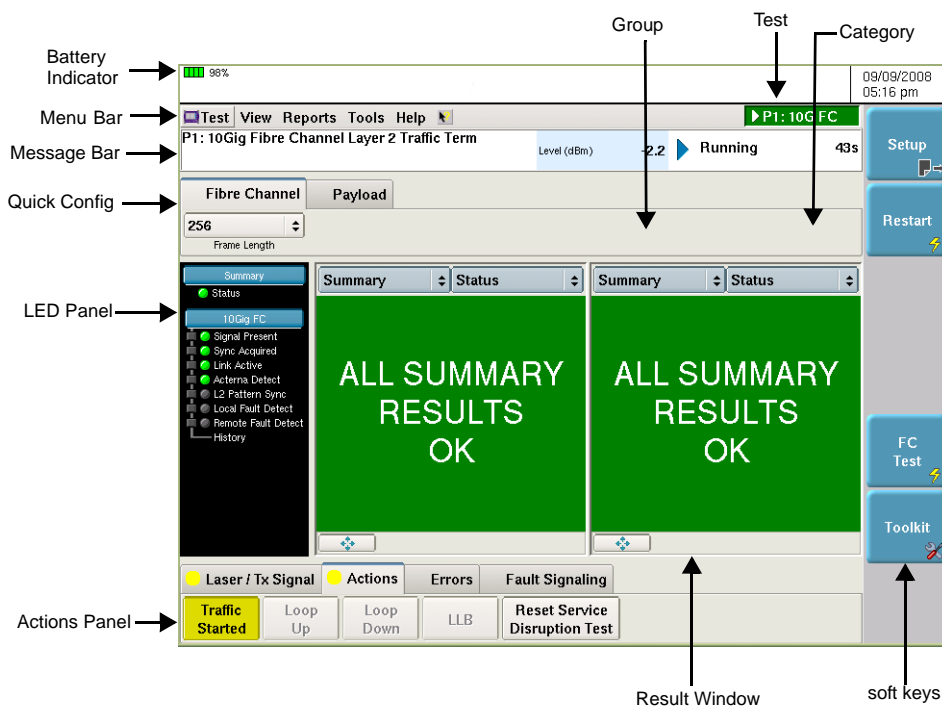 Group
Test
Category
Battery
Indicator
98%
09/09/2008
05:16 pm
Menu Bar
Test View Reports Tools Help
P1: 10G FC
Message Bar
P1: 10Gig Fibre Channel Layer 2 Traffic Term
Level (dBm)
-2.2
Running
43s
Setup
Quick Config
Fibre Channel
Payload
256
Frame Length
Restart
LED Panel
Summary
Status
10Gig FC
Signal Present
Sync Acquired
Link Active
Acterna Detect
L2 Pattern Sync
Local Fault Detect
Remote Fault Detect
History
Summary
Status
ALL SUMMARY
RESULTS
OK
Summary
Status
ALL SUMMARY
RESULTS
OK
FC
Test
Toolkit
Laser / Tx Signal
Actions
Errors
Fault Signaling
Actions Panel
Traffic
Started
Loop
Up
Loop
Down
LLB
Reset Service
Disruption Test
Result Window
soft keys